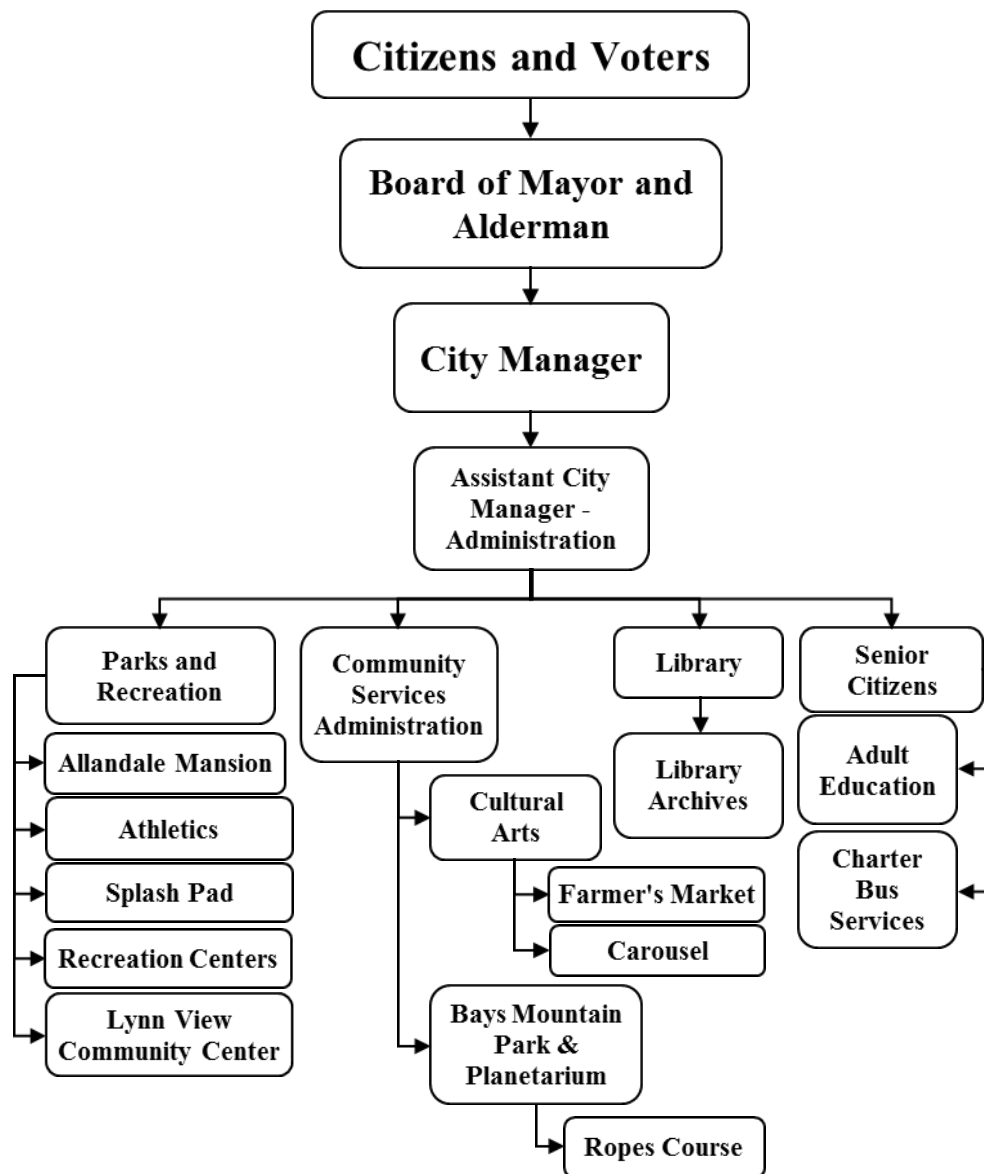 Citizens and Voters
Board of Mayor and
Alderman
City Manager
Assistant City
Manager -
Administration
Parks and
Recreation
Allandale Mansion
Athletics
Splash Pad
Recreation Centers
Lynn View
Community Center
Community
Services
Administration
Cultural
Arts
Farmer's Market
Carousel
Bays Mountain
Park &
Planetarium
Ropes Course
Library
Library
Archives
Senior
Citizens
Adult
Education
Charter
Bus
Services